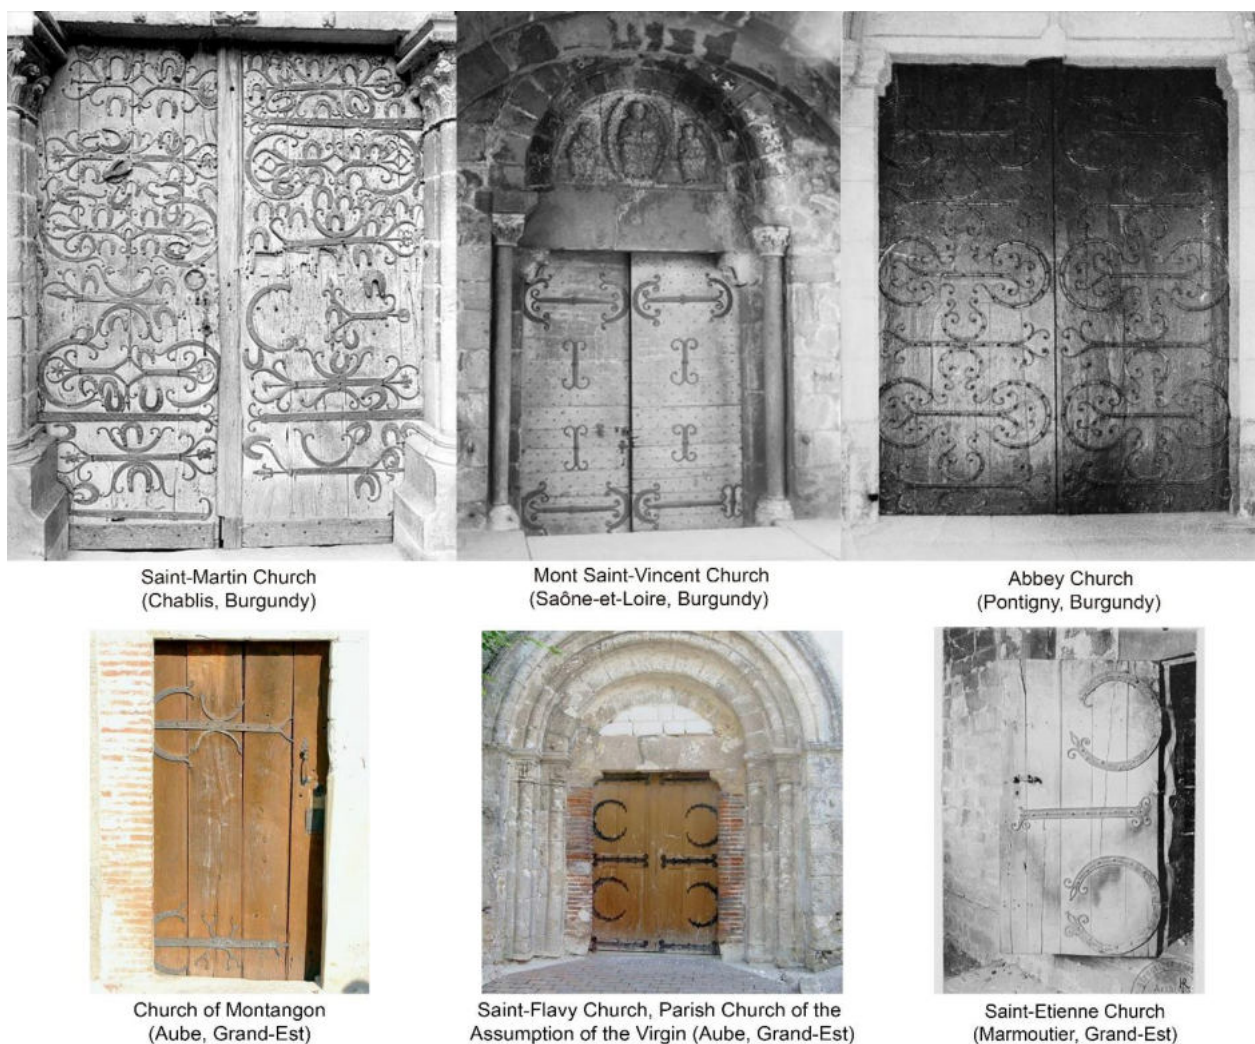 Saint-Martin Church
(Chablis, Burgundy)
Mont Saint-Vincent Church
(Saône-et-Loire, Burgundy)
Abbey Church
(Pontigny, Burgundy)
Church of Montangon
(Aube, Grand-Est)
Saint-Flavy Church, Parish Church of the
Assumption of the Virgin (Aube, Grand-Est)
Saint-Etienne Church
(Marmoutier, Grand-Est)